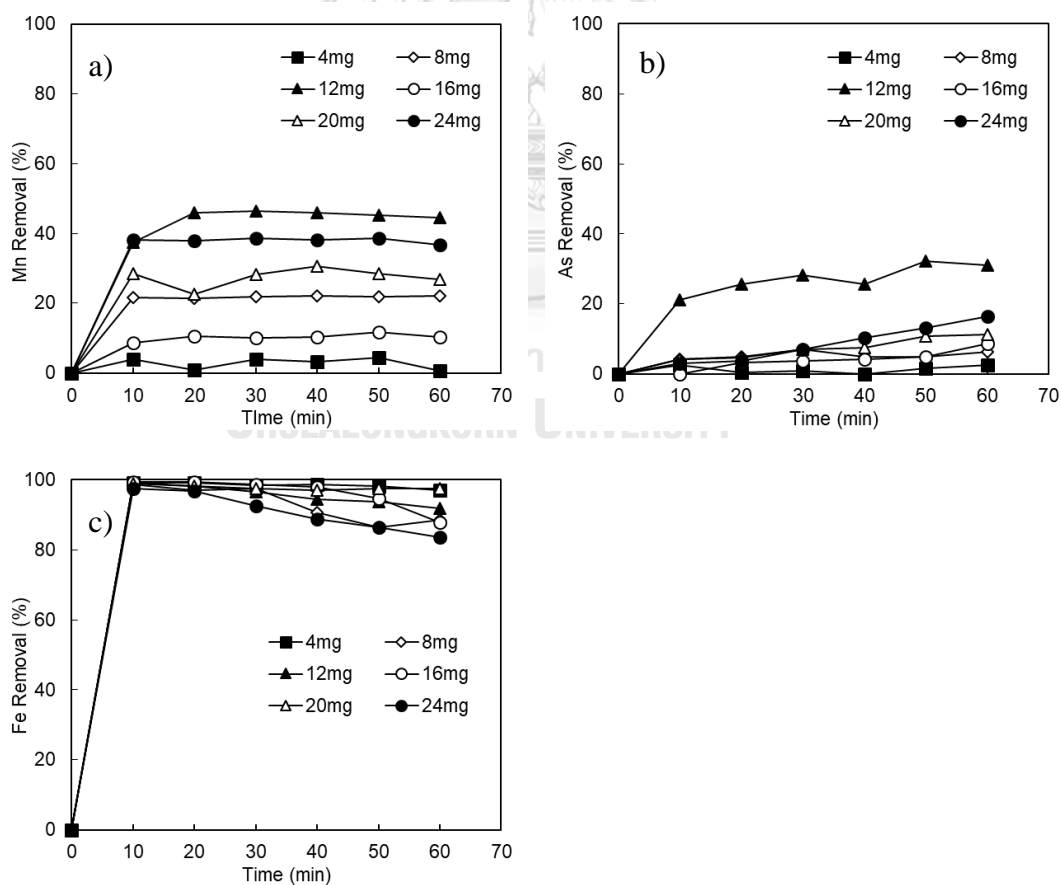 a)
4mg 8mg
12mg 16mg
20mg 24mg
100
80
60
40
20
0
Mn Removal (%)
0 10 20 30 40 50 60 70
TIme (min)
b)
4mg 8mg
12mg 16mg
20mg 24mg
100
80
60
40
20
0
As Removal (%)
0 10 20 30 40 50 60 70
Time (min)
CHULALONGKORN UNIVERSITY
c)
4mg 8mg
12mg 16mg
20mg 24mg
100
80
60
40
20
0
Fe Removal (%)
0 10 20 30 40 50 60 70
Time (min)